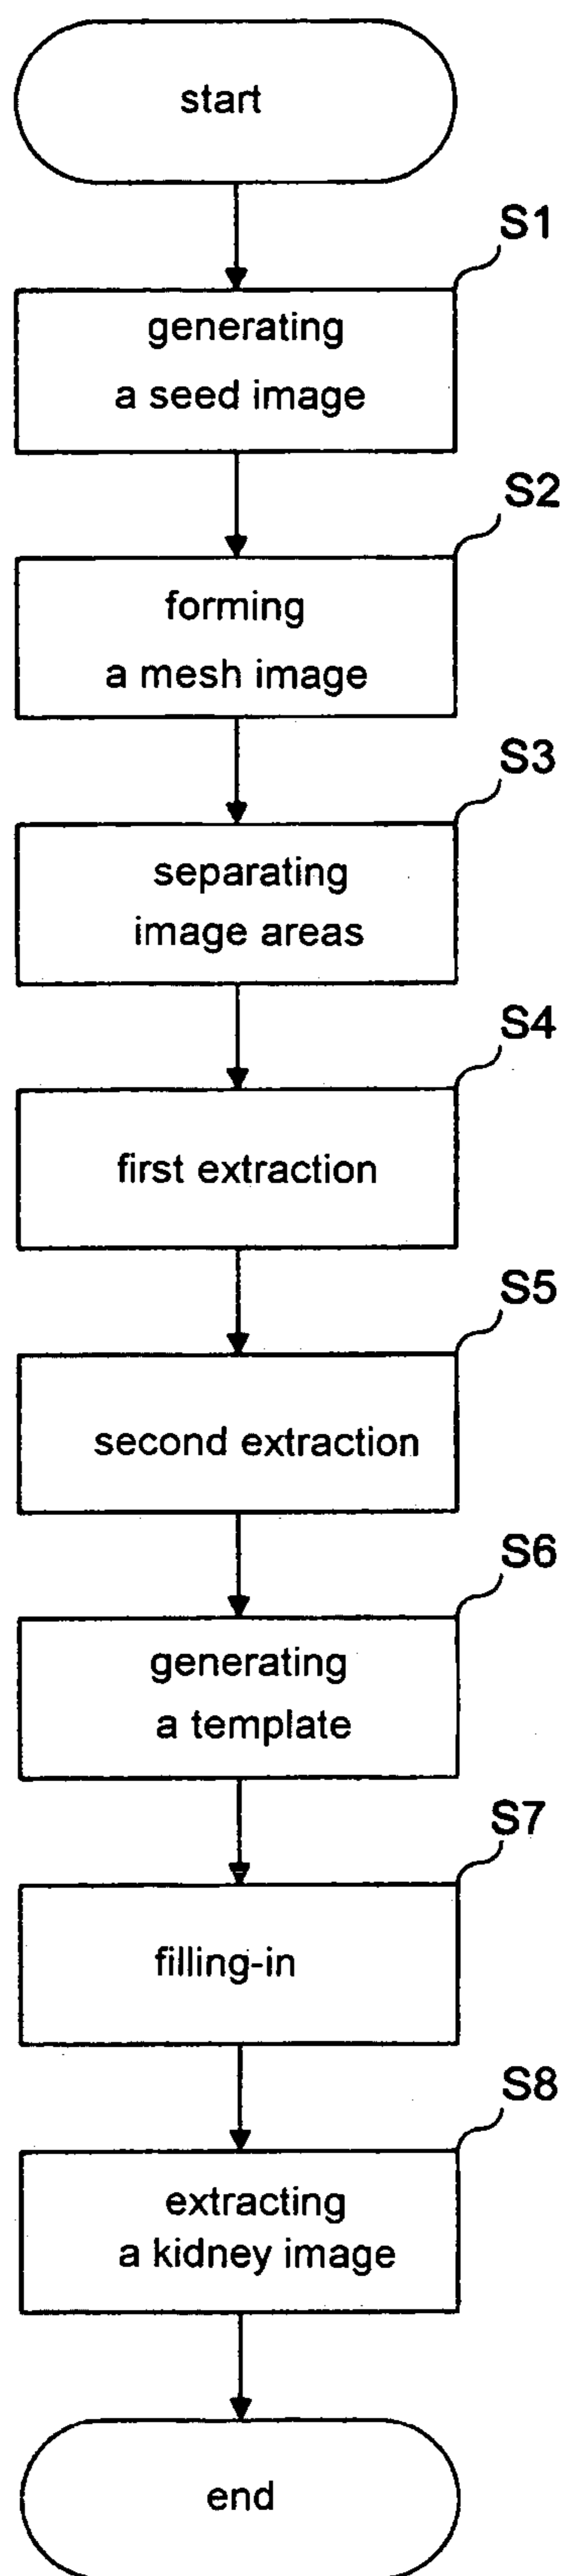 start
S1
generating
a seed image
S2
forming
a mesh image
S3
separating
image areas
S4
first extraction
S5
second extraction
S6
generating
a template
S7
filling-in
S8
extracting
a kidney image
end